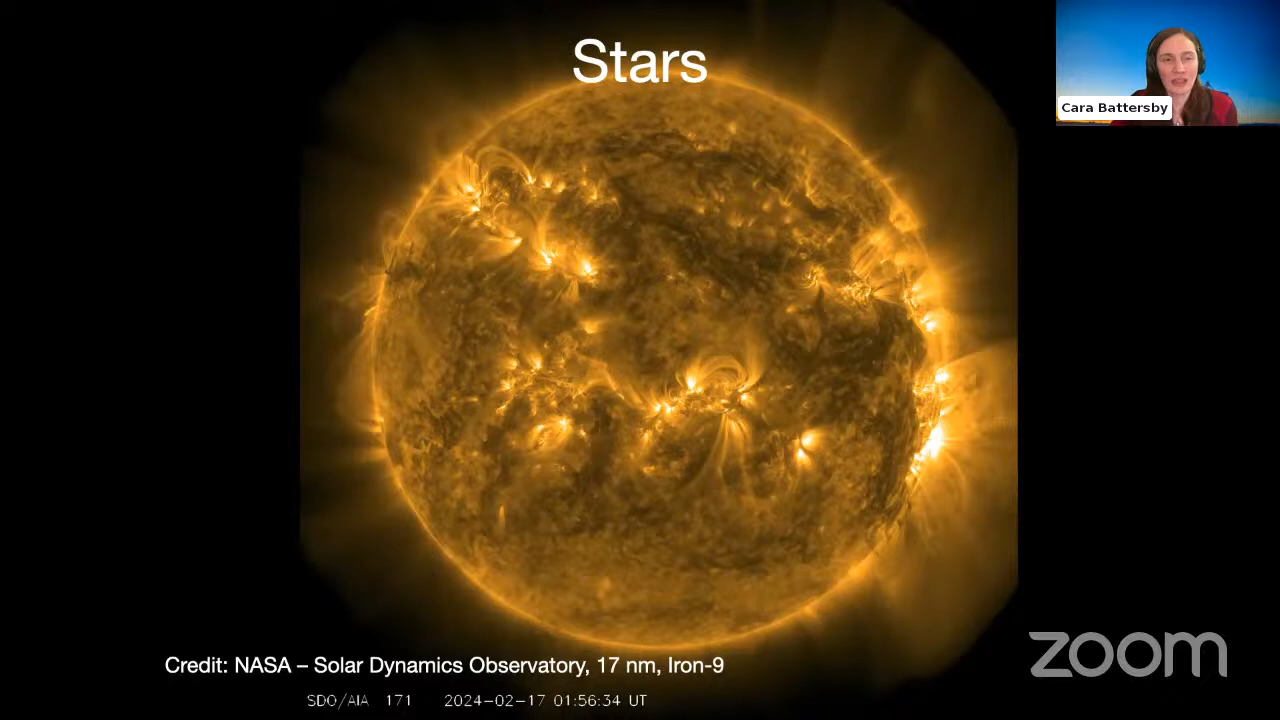 Stars
Cara Battersby
Credit: NASA – Solar Dynamics Observatory, 17 nm, Iron-9
zoom
SDO/AIA 171 2024-02-17 01:56:34 UT